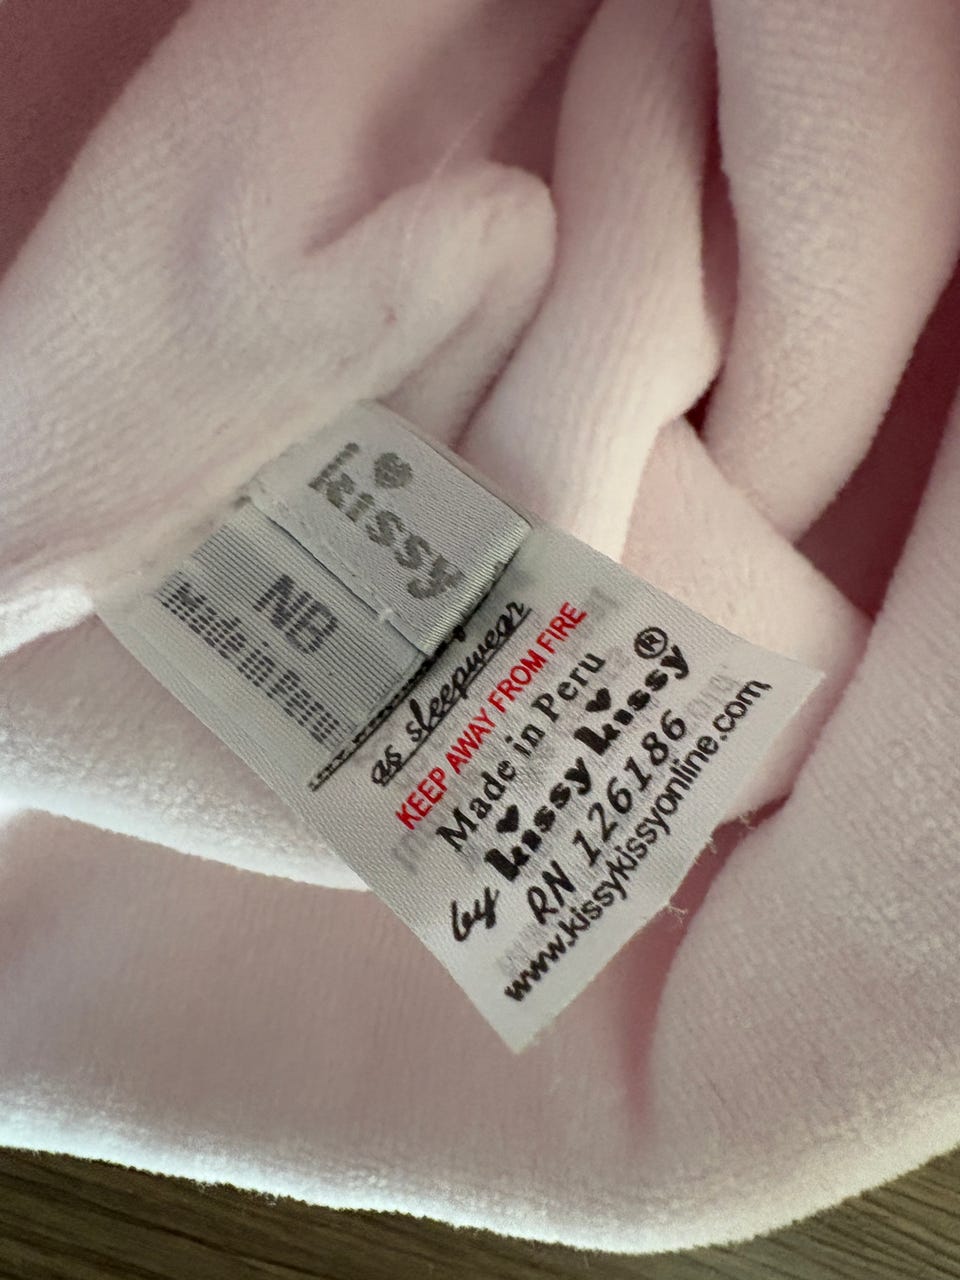 kissy
NB
MADE IN PERU
as sleepwear
KEEP AWAY FROM FIRE
Made in Peru
by kissy kissy®
RN 126186
www.kissykissyonline.com